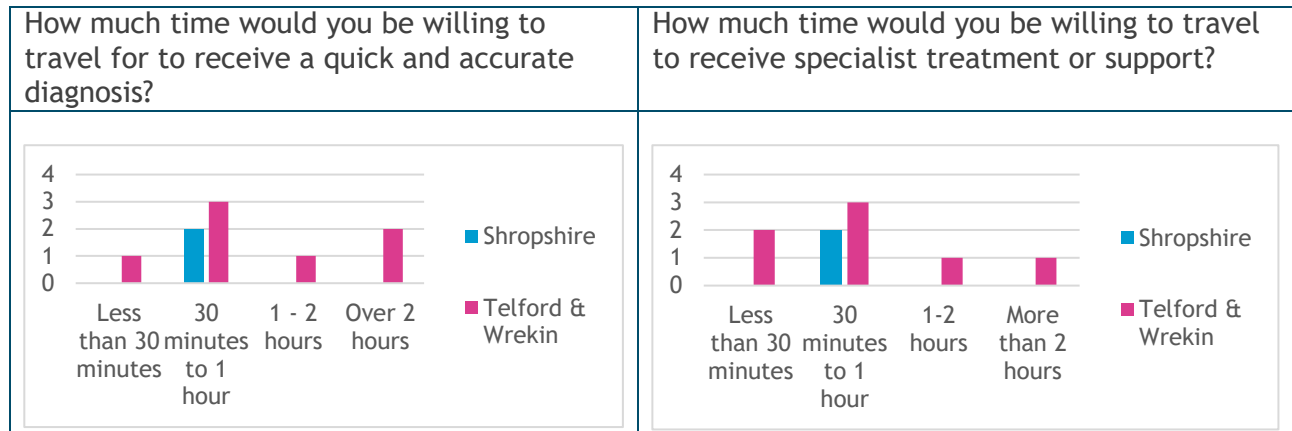 How much time would you be willing to
travel for to receive a quick and accurate
diagnosis?
How much time would you be willing to travel
to receive specialist treatment or support?
4
3
2
1
0
Less than 30 minutes
30 minutes to 1 hour
1 - 2 hours
Over 2 hours
Shropshire
Telford &
Wrekin
4
3
2
1
0
Less than 30 minutes
30 minutes to 1 hour
1-2 hours
More than 2 hours
Shropshire
Telford &
Wrekin